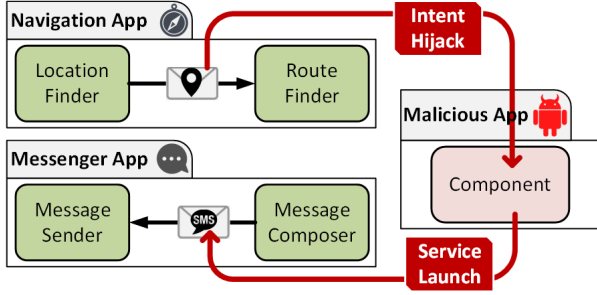 Navigation App
Location
Finder
Route
Finder
Intent
Hijack
Malicious App
Component
Messenger App
Message
Sender
SMS
Message
Composer
Service
Launch